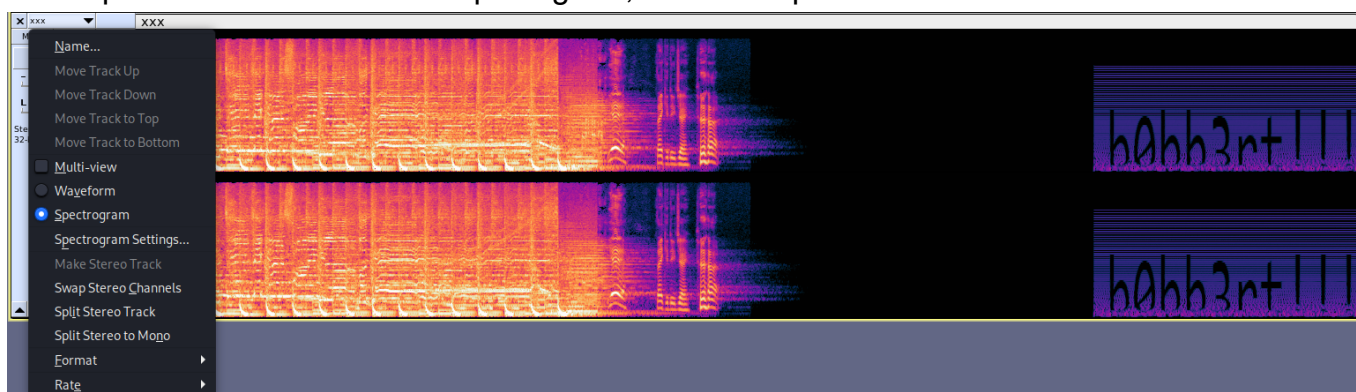 xxx
xxx
M
Name...
Move Track Up
Move Track Down
Move Track to Top
L
Ste
Move Track to Bottom
32-
Multi-view
Waveform
Spectrogram
Spectrogram Settings...
Make Stereo Track
Swap Stereo Channels
Split Stereo Track
Split Stereo to Mono
Format
Rate